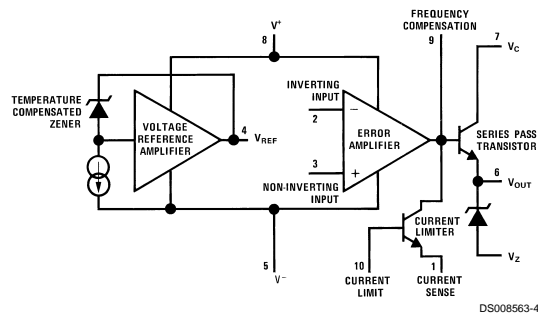 FREQUENCY
COMPENSATION
V+
8
9
7
VC
INVERTING
INPUT
2
−
TEMPERATURE
COMPENSATED
ZENER
VOLTAGE
REFERENCE
AMPLIFIER
4
VREF
ERROR
AMPLIFIER
SERIES PASS
TRANSISTOR
3
+
NON-INVERTING
INPUT
6
VOUT
CURRENT
LIMITER
5
V−
10
CURRENT
LIMIT
1
CURRENT
SENSE
VZ
DS008563-4